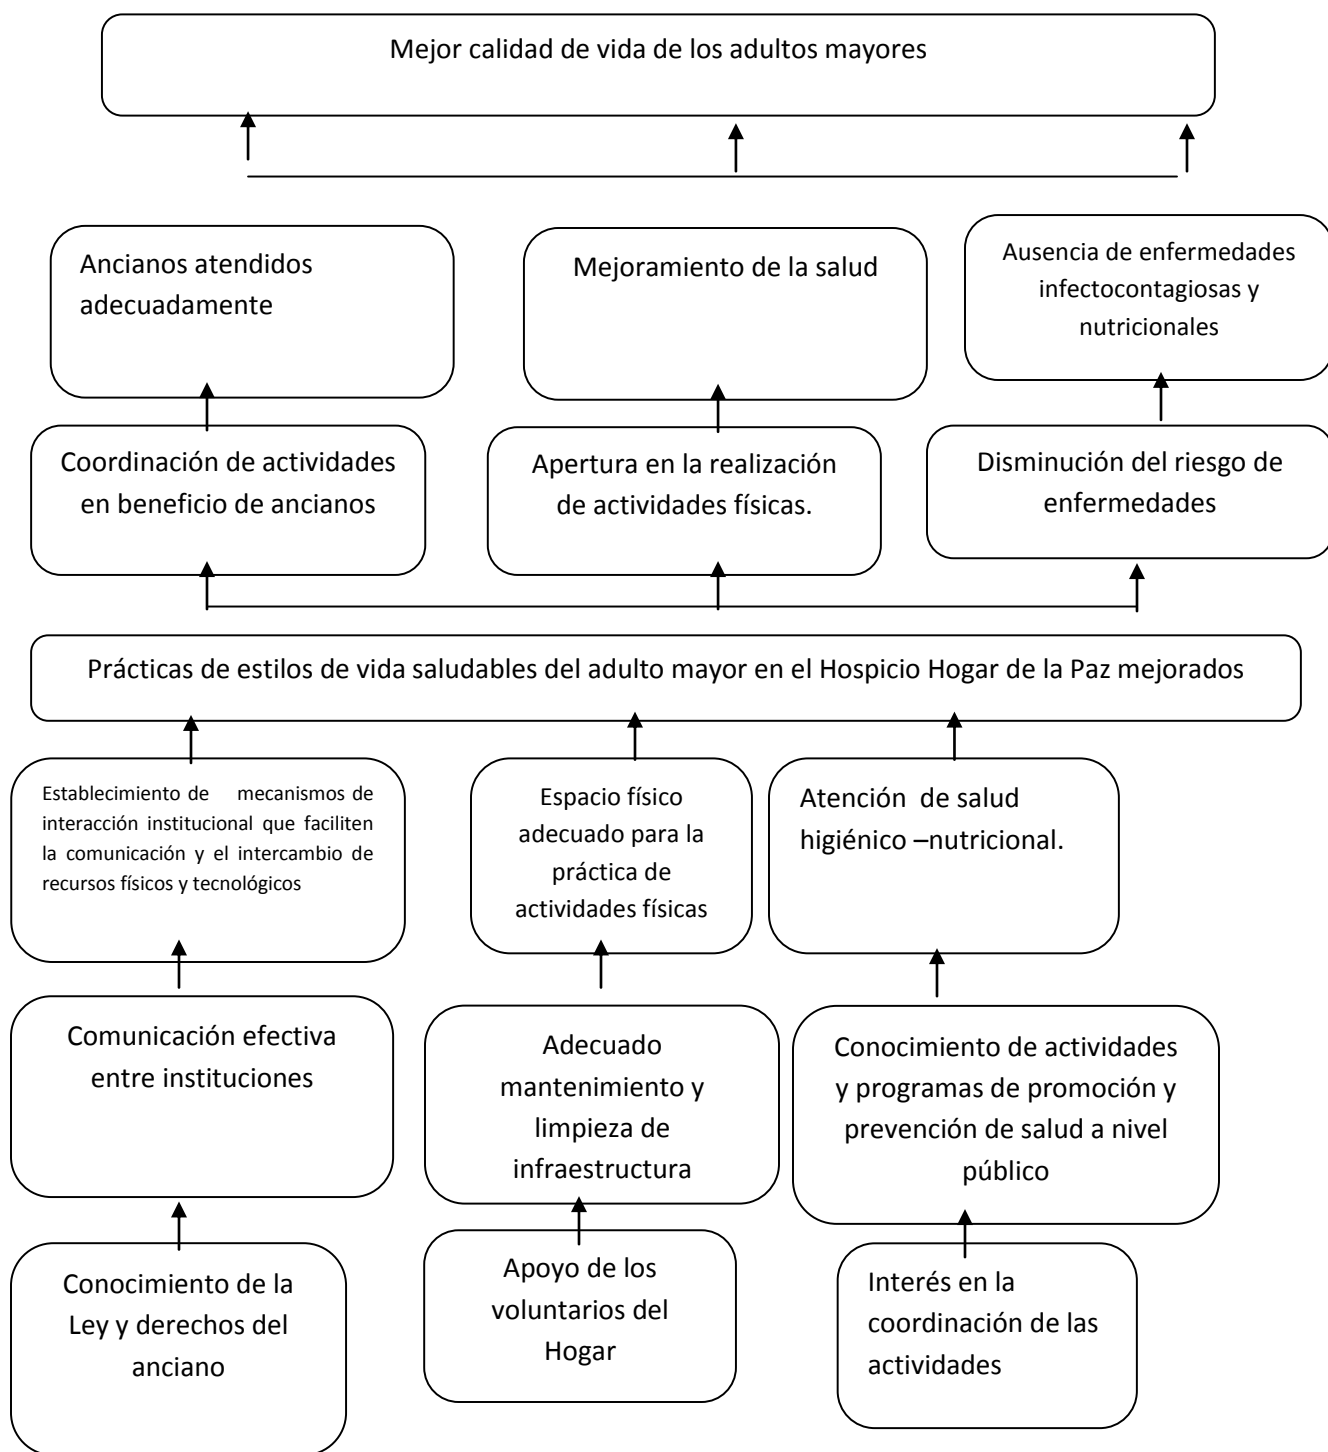 Mejor calidad de vida de los adultos mayores
Ancianos atendidos
adecuadamente
Mejoramiento de la salud
Ausencia de enfermedades
infectocontagiosas y
nutricionales
Coordinación de actividades
en beneficio de ancianos
Apertura en la realización
de actividades físicas.
Disminución del riesgo de
enfermedades
Prácticas de estilos de vida saludables del adulto mayor en el Hospicio Hogar de la Paz mejorados
Establecimiento de mecanismos de
interacción institucional que faciliten
la comunicación y el intercambio de
recursos físicos y tecnológicos
Espacio físico
adecuado para la
práctica de
actividades físicas
Atención de salud
higiénico –nutricional.
Comunicación efectiva
entre instituciones
Adecuado
mantenimiento y
limpieza de
infraestructura
Conocimiento de actividades
y programas de promoción y
prevención de salud a nivel
público
Conocimiento de la
Ley y derechos del
anciano
Apoyo de los
voluntarios del
Hogar
Interés en la
coordinación de las
actividades